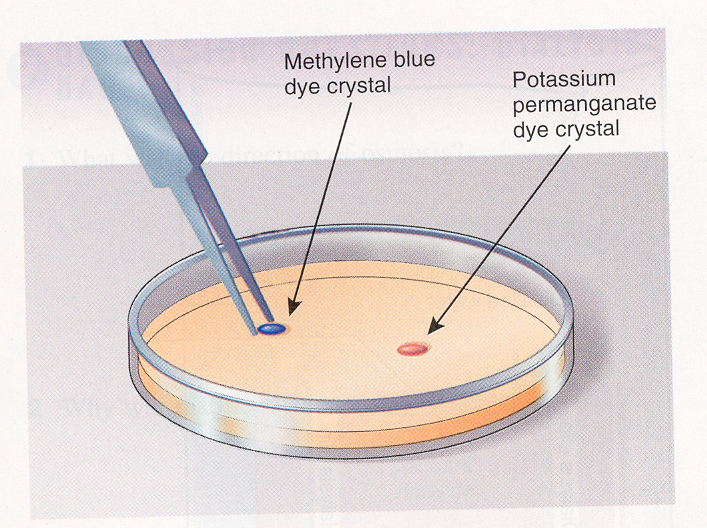 Methylene blue
dye crystal
Potassium
permanganate
dye crystal